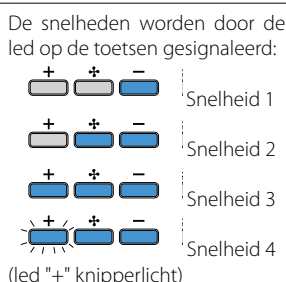 De snelheden worden door de
led op de toetsen gesignaleerd:
+ –
Snelheid 1
+ –
Snelheid 2
+ –
Snelheid 3
+ –
Snelheid 4
(led "+" knipperlicht)